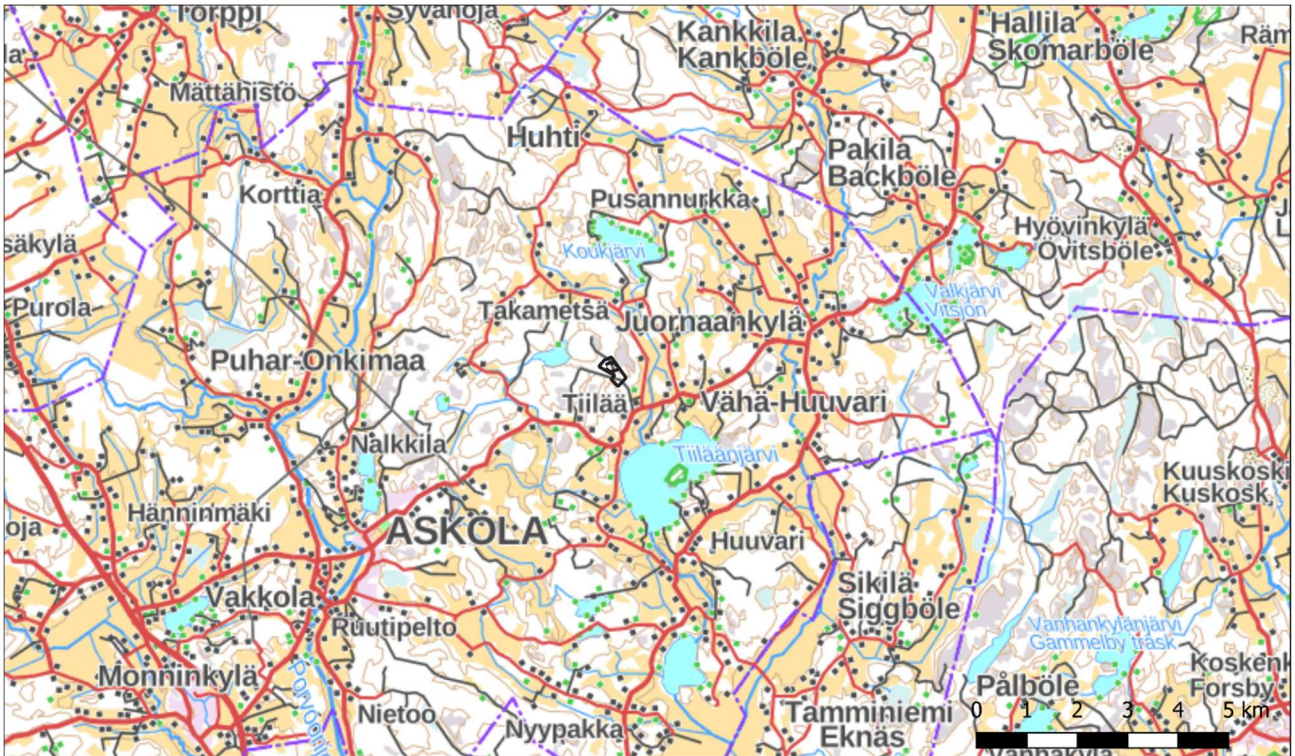 Torppi
Syvänoja
Kankkila
Kankböle
Hallila
Skomarböle
Mättähistö
Huhti
Pakila
Backböle
Korttia
Pusannurkka
Koukjärvi
Hyövinkylä
Övitsböle
säkylä
Purola
Takametsä
Juornaankylä
Valkjärvi
Vitsjön
Puhar-Onkimaa
Tiilää
Vähä-Huuvari
Nalkkila
Tiiläänjärvi
Kuuskoski
Kuskosk
Hänninmäki
oja
ASKOLA
Huuvari
Vakkola
Sikilä
Siggböle
Ruutipelto
Vanhankylänjärvi
Gammelby träsk
Monninkylä
Porvoonj
Nietoo
Nyypakka
Tamminiemi
Eknäs
Pålböle
Koskenk
Forsby
0 1 2 3 4 5 km